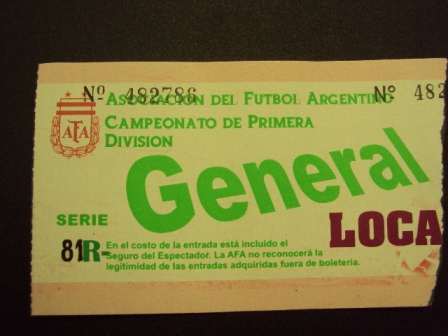 Nº 482786 Nº 482
ASOCIACION DEL FUTBOL ARGENTINO
CAMPEONATO DE PRIMERA
DIVISION
AFA
General
SERIE
LOCA
81R-
En el costo de la entrada está incluido el
Seguro del Espectador. La AFA no reconocerá la
legitimidad de las entradas adquiridas fuera de boletería.